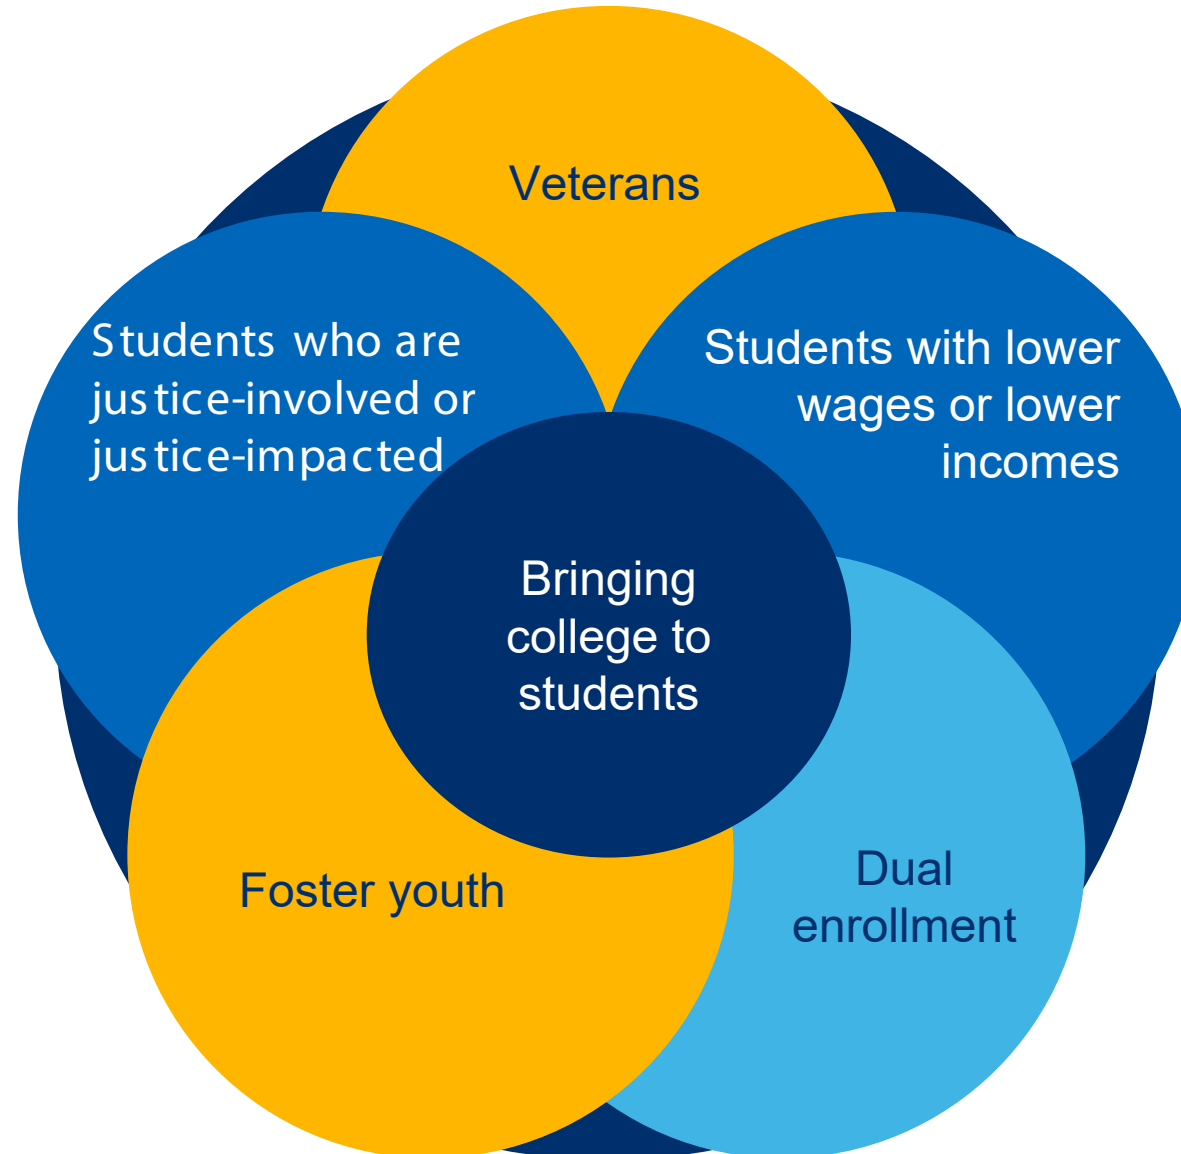 Veterans
Students who are
justice-involved or
justice-impacted
Students with lower
wages or lower
incomes
Bringing
college to
students
Foster youth
Dual
enrollment